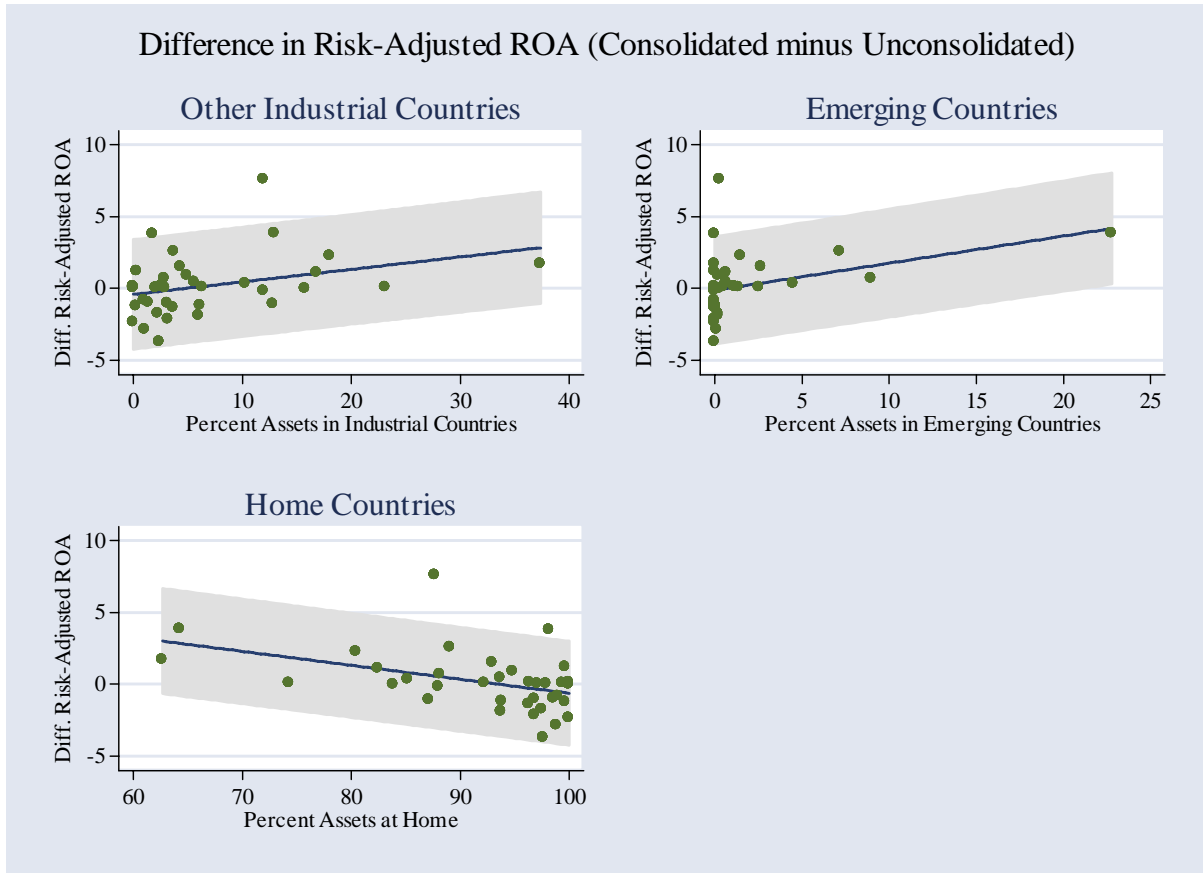 Difference in Risk-Adjusted ROA (Consolidated minus Unconsolidated)
Other Industrial Countries
Diff. Risk-Adjusted ROA
10
5
0
-5
0 10 20 30 40
Percent Assets in Industrial Countries
Emerging Countries
Diff. Risk-Adjusted ROA
10
5
0
-5
0 5 10 15 20 25
Percent Assets in Emerging Countries
Home Countries
Diff. Risk-Adjusted ROA
10
5
0
-5
60 70 80 90 100
Percent Assets at Home